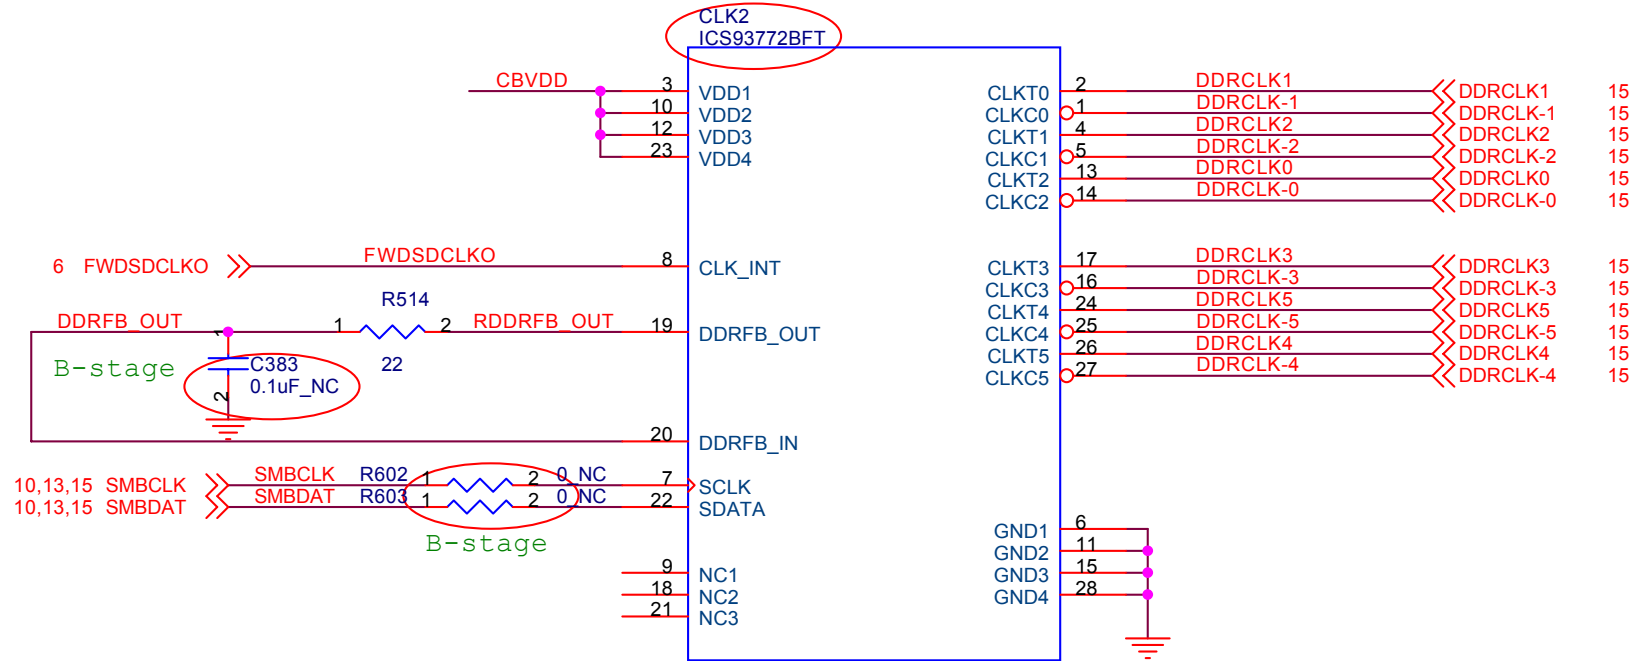 CLK2
ICS93772BFT
CBVDD 3 VDD1 CLKT0 2 DDRCLK1 DDRCLK1 15
10 VDD2 CLKC0 1 DDRCLK-1 DDRCLK-1 15
12 VDD3 CLKT1 4 DDRCLK2 DDRCLK2 15
23 VDD4 CLKC1 5 DDRCLK-2 DDRCLK-2 15
CLKT2 13 DDRCLK0 DDRCLK0 15
CLKC2 14 DDRCLK-0 DDRCLK-0 15
6 FWDSDCLKO FWDSDCLKO 8 CLK_INT CLKT3 17 DDRCLK3 DDRCLK3 15
CLKC3 16 DDRCLK-3 DDRCLK-3 15
R514 CLKT4 24 DDRCLK5 DDRCLK5 15
DDRFB_OUT 1 1 2 RDDRFB_OUT 19 DDRFB_OUT CLKC4 25 DDRCLK-5 DDRCLK-5 15
B-stage C383 22 CLKT5 26 DDRCLK4 DDRCLK4 15
0.1uF_NC CLKC5 27 DDRCLK-4 DDRCLK-4 15
2
20 DDRFB_IN
10,13,15 SMBCLK SMBCLK R602 1 2 0_NC 7 SCLK
10,13,15 SMBDAT SMBDAT R603 1 2 0_NC 22 SDATA
B-stage
GND1 6
GND2 11
9 NC1 GND3 15
18 NC2 GND4 28
21 NC3